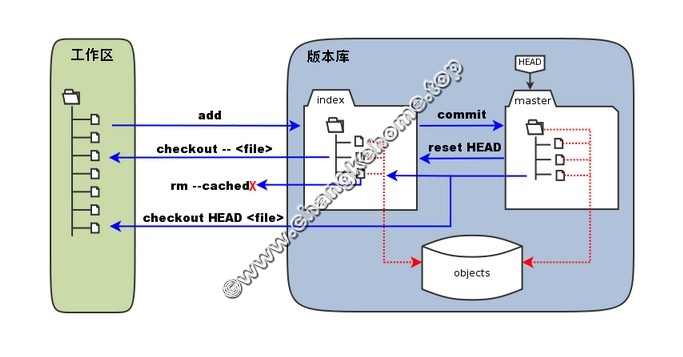 工作区
版本库
HEAD
index
master
add
commit
checkout -- <file>
reset HEAD
rm --cached
X
checkout HEAD <file>
objects
©www.changkehome.top